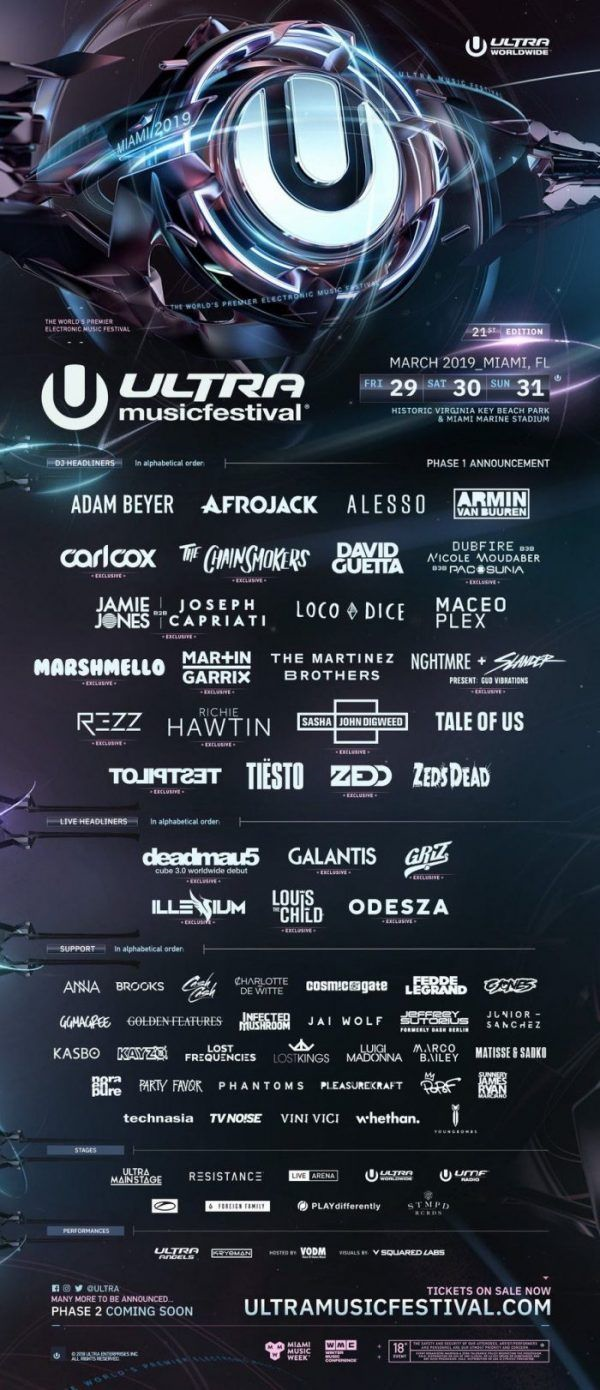 ULTRA
WORLDWIDE
ULTRA MUSIC FESTIVAL
MIAMI/2019
THE WORLD'S PREMIER ELECTRONIC MUSIC FESTIVAL
THE WORLD'S PREMIER
ELECTRONIC MUSIC FESTIVAL
21ST EDITION
MARCH 2019_MIAMI, FL
FRI 29 SAT 30 SUN 31
HISTORIC VIRGINIA KEY BEACH PARK
& MIAMI MARINE STADIUM
ULTRA
musicfestival®
DJ HEADLINERS In alphabetical order: PHASE 1 ANNOUNCEMENT
ADAM BEYER AFROJACK ALESSO ARMIN VAN BUUREN
carl cox • EXCLUSIVE • THE CHAINSMOKERS • EXCLUSIVE • DAVID GUETTA DUBFIRE B2B NICOLE MOUDABER B2B PACO OSUNA • EXCLUSIVE •
JAMIE JONES B2B JOSEPH CAPRIATI • EXCLUSIVE • LOCO DICE MACEO PLEX
MARSHMELLO • EXCLUSIVE • MARTIN GARRIX • EXCLUSIVE • THE MARTINEZ BROTHERS NGHTMRE + SLANDER PRESENT: GUD VIBRATIONS • EXCLUSIVE •
REZZ • EXCLUSIVE • RICHIE HAWTIN • EXCLUSIVE • SASHA JOHN DIGWEED • EXCLUSIVE • TALE OF US
TESTPILOT • EXCLUSIVE • TIËSTO ZEDD • EXCLUSIVE • ZEDS DEAD
LIVE HEADLINERS In alphabetical order:
deadmau5 cube 3.0 worldwide debut GALANTIS • EXCLUSIVE • GRiZ • EXCLUSIVE •
ILLENIUM • EXCLUSIVE • LOUIS THE CHILD • EXCLUSIVE • ODESZA • EXCLUSIVE •
SUPPORT In alphabetical order:
ANNA BROOKS Cash Cash CHARLOTTE DE WITTE cosmic gate FEDDE LE GRAND GRAVES
GG MAGREE GOLDEN FEATURES INFECTED MUSHROOM JAI WOLF JEFFREY SUTORIUS FORMERLY DASH BERLIN JUNIOR SANCHEZ
KASBO KAYZO LOST FREQUENCIES LOST KINGS LUIGI MADONNA MARCO BAILEY MATISSE & SADKO
nora pure PARTY FAVOR PHANTOMS PLEASUREKRAFT POPOF SUNNERY JAMES RYAN MARCIANO
technasia TV NOISE VINI VICI whethan. YOUNGBOMBS
STAGES
ULTRA MAINSTAGE RESISTANCE LIVE ARENA ULTRA WORLDWIDE UMF RADIO
FOREIGN FAMILY PLAYdifferently STMPD RCRDS
PERFORMANCES
ULTRA ANGELS KRYOMAN HOSTED BY: VODM VISUALS BY: V SQUARED LABS
@ULTRA
MANY MORE TO BE ANNOUNCED...
PHASE 2 COMING SOON
TICKETS ON SALE NOW
ULTRAMUSICFESTIVAL.COM
© 2018 ULTRA ENTERPRISES INC.
ALL RIGHTS RESERVED.
MIAMI MUSIC WEEK
WMC WINTER MUSIC CONFERENCE
18+ EVENT
WORLD'S PREMIER